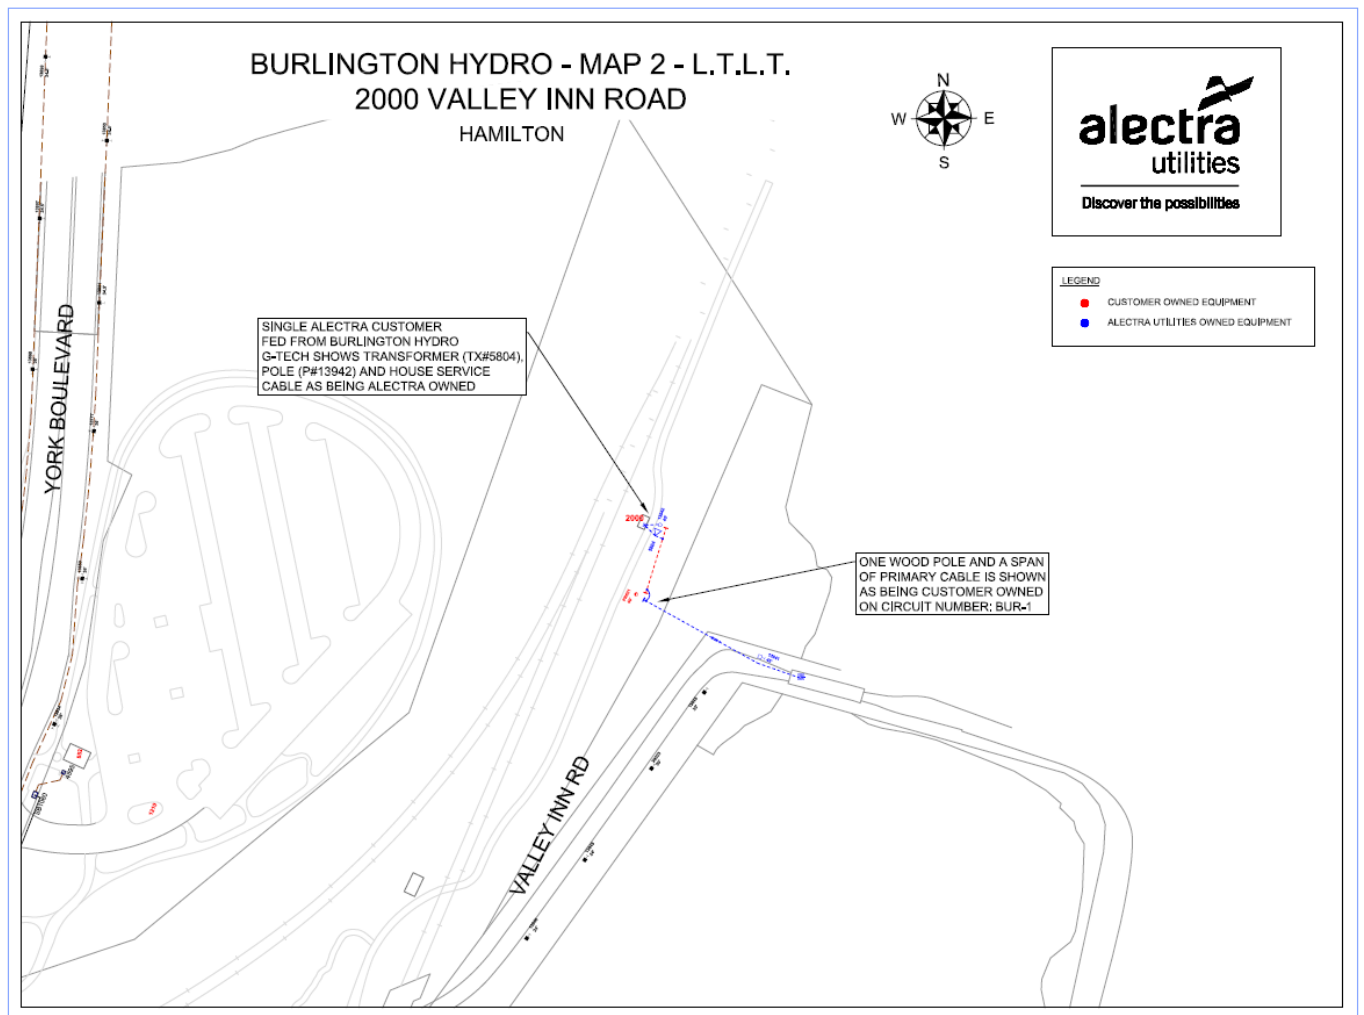 BURLINGTON HYDRO - MAP 2 - L.T.L.T.
2000 VALLEY INN ROAD
HAMILTON
N
W
E
S
alectra
utilities
Discover the possibilities
LEGEND
CUSTOMER OWNED EQUIPMENT
ALECTRA UTILITIES OWNED EQUIPMENT
SINGLE ALECTRA CUSTOMER
FED FROM BURLINGTON HYDRO
G-TECH SHOWS TRANSFORMER (TX#5804),
POLE (P#13942) AND HOUSE SERVICE
CABLE AS BEING ALECTRA OWNED
YORK BOULEVARD
ONE WOOD POLE AND A SPAN
OF PRIMARY CABLE IS SHOWN
AS BEING CUSTOMER OWNED
ON CIRCUIT NUMBER: BUR-1
VALLEY INN RD